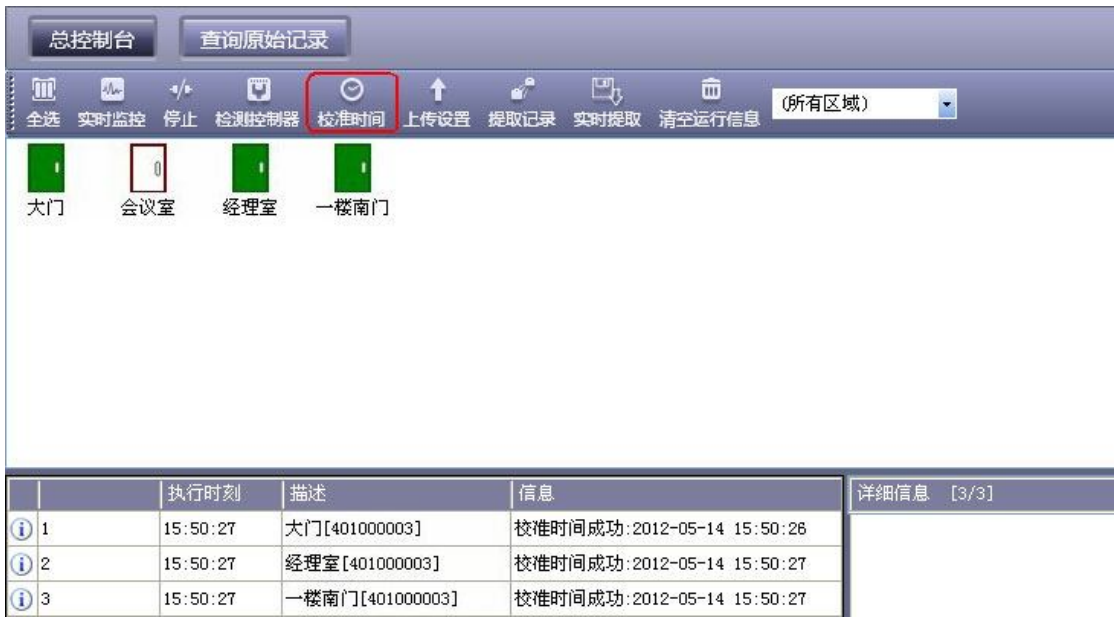 总控制台 查询原始记录
全选 实时监控 停止 检测控制器 校准时间 上传设置 提取记录 实时提取 清空运行信息 (所有区域)
大门 会议室 经理室 一楼南门
执行时刻 描述 信息 详细信息 [3/3]
1 15:50:27 大门[401000003] 校准时间成功:2012-05-14 15:50:26
2 15:50:27 经理室[401000003] 校准时间成功:2012-05-14 15:50:27
3 15:50:27 一楼南门[401000003] 校准时间成功:2012-05-14 15:50:27